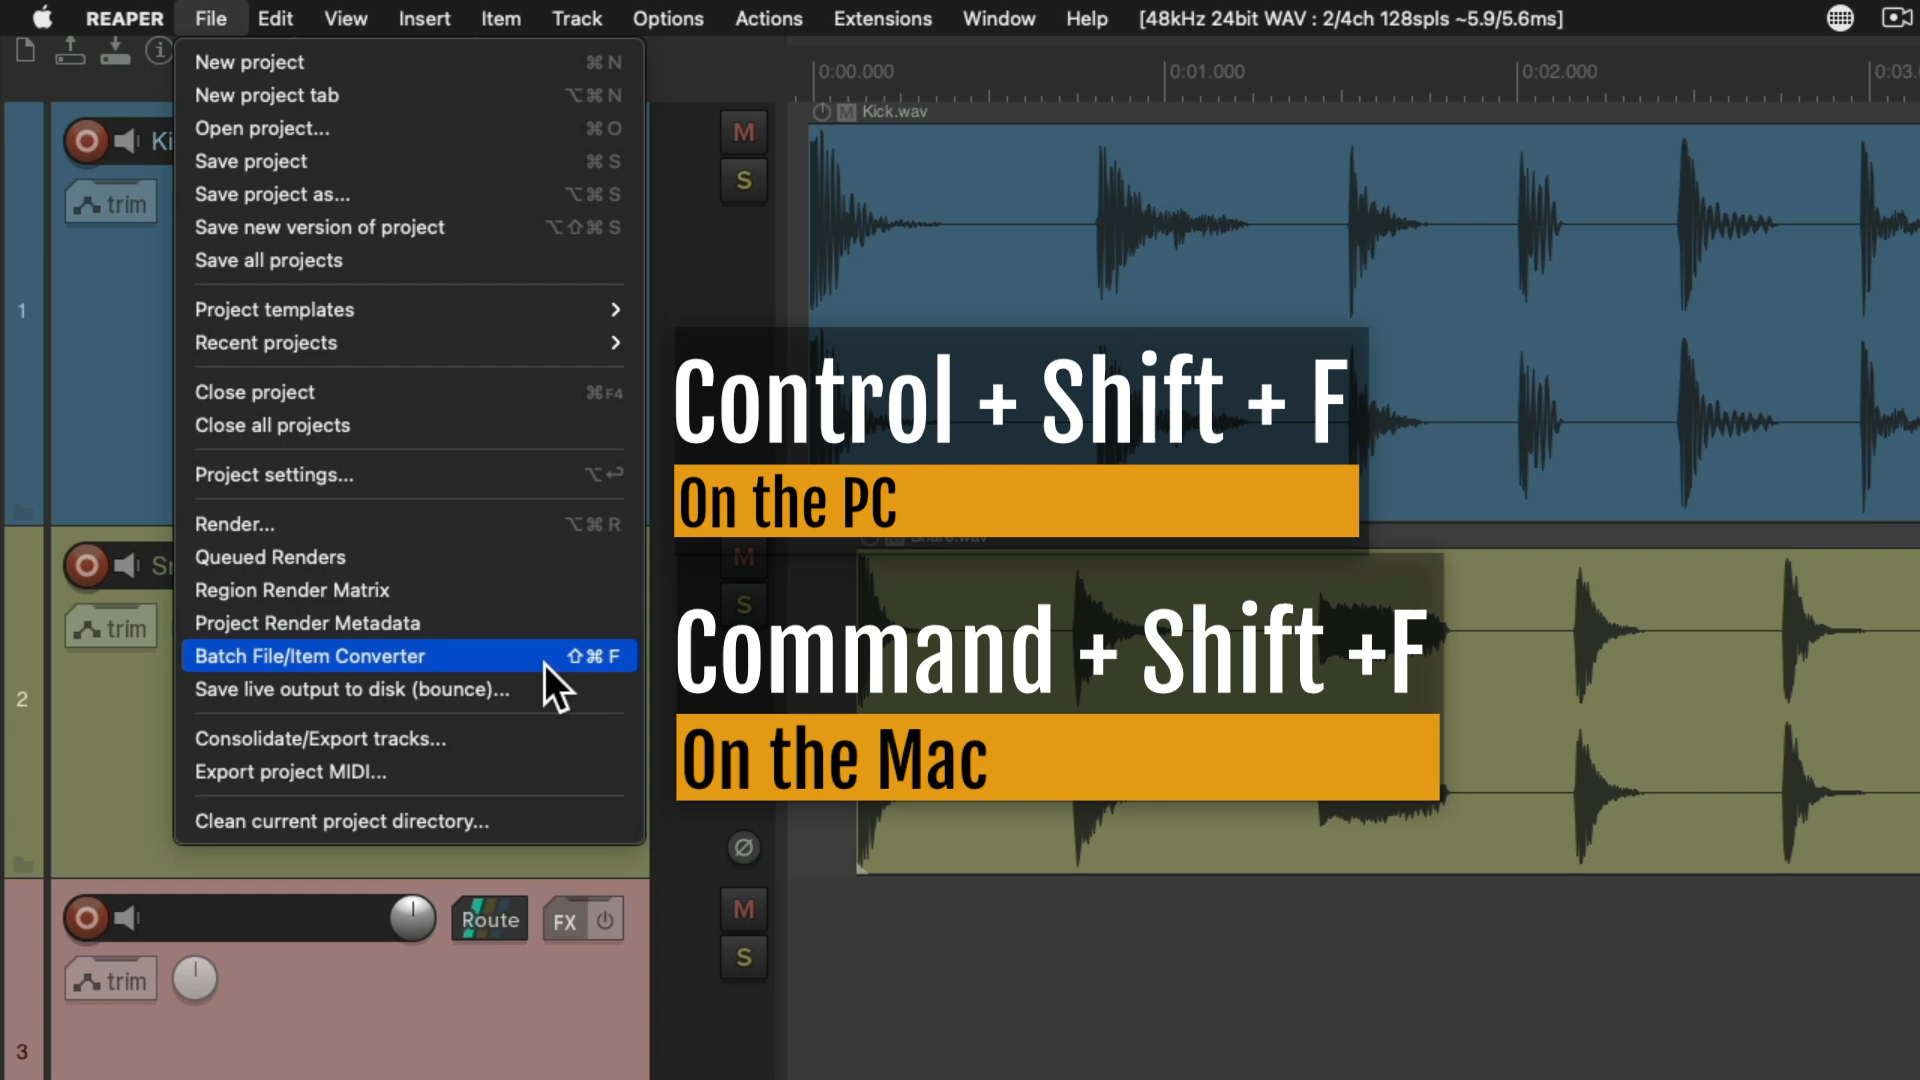 REAPER File Edit View Insert Item Track Options Actions Extensions Window Help [48kHz 24bit WAV : 2/4ch 128spls ~5.9/5.6ms]
New project ⌘ N
New project tab ⌥⌘ N
Open project... ⌘ O
Save project ⌘ S
Save project as... ⌥⌘ S
Save new version of project ⌥⇧⌘ S
Save all projects
Project templates
Recent projects
Close project ⌘F4
Close all projects
Project settings... ⌥↩
Render... ⌥⌘ R
Queued Renders
Region Render Matrix
Project Render Metadata
Batch File/Item Converter ⇧⌘ F
Save live output to disk (bounce)...
Consolidate/Export tracks...
Export project MIDI...
Clean current project directory...
0:00.000 0:01.000 0:02.000 0:03.
M Kick.wav
1
Ki
trim
M
S
Control + Shift + F
On the PC
2
trim
M
S
Snare.wav
Command + Shift +F
On the Mac
Ø
3
Route
FX
trim
M
S